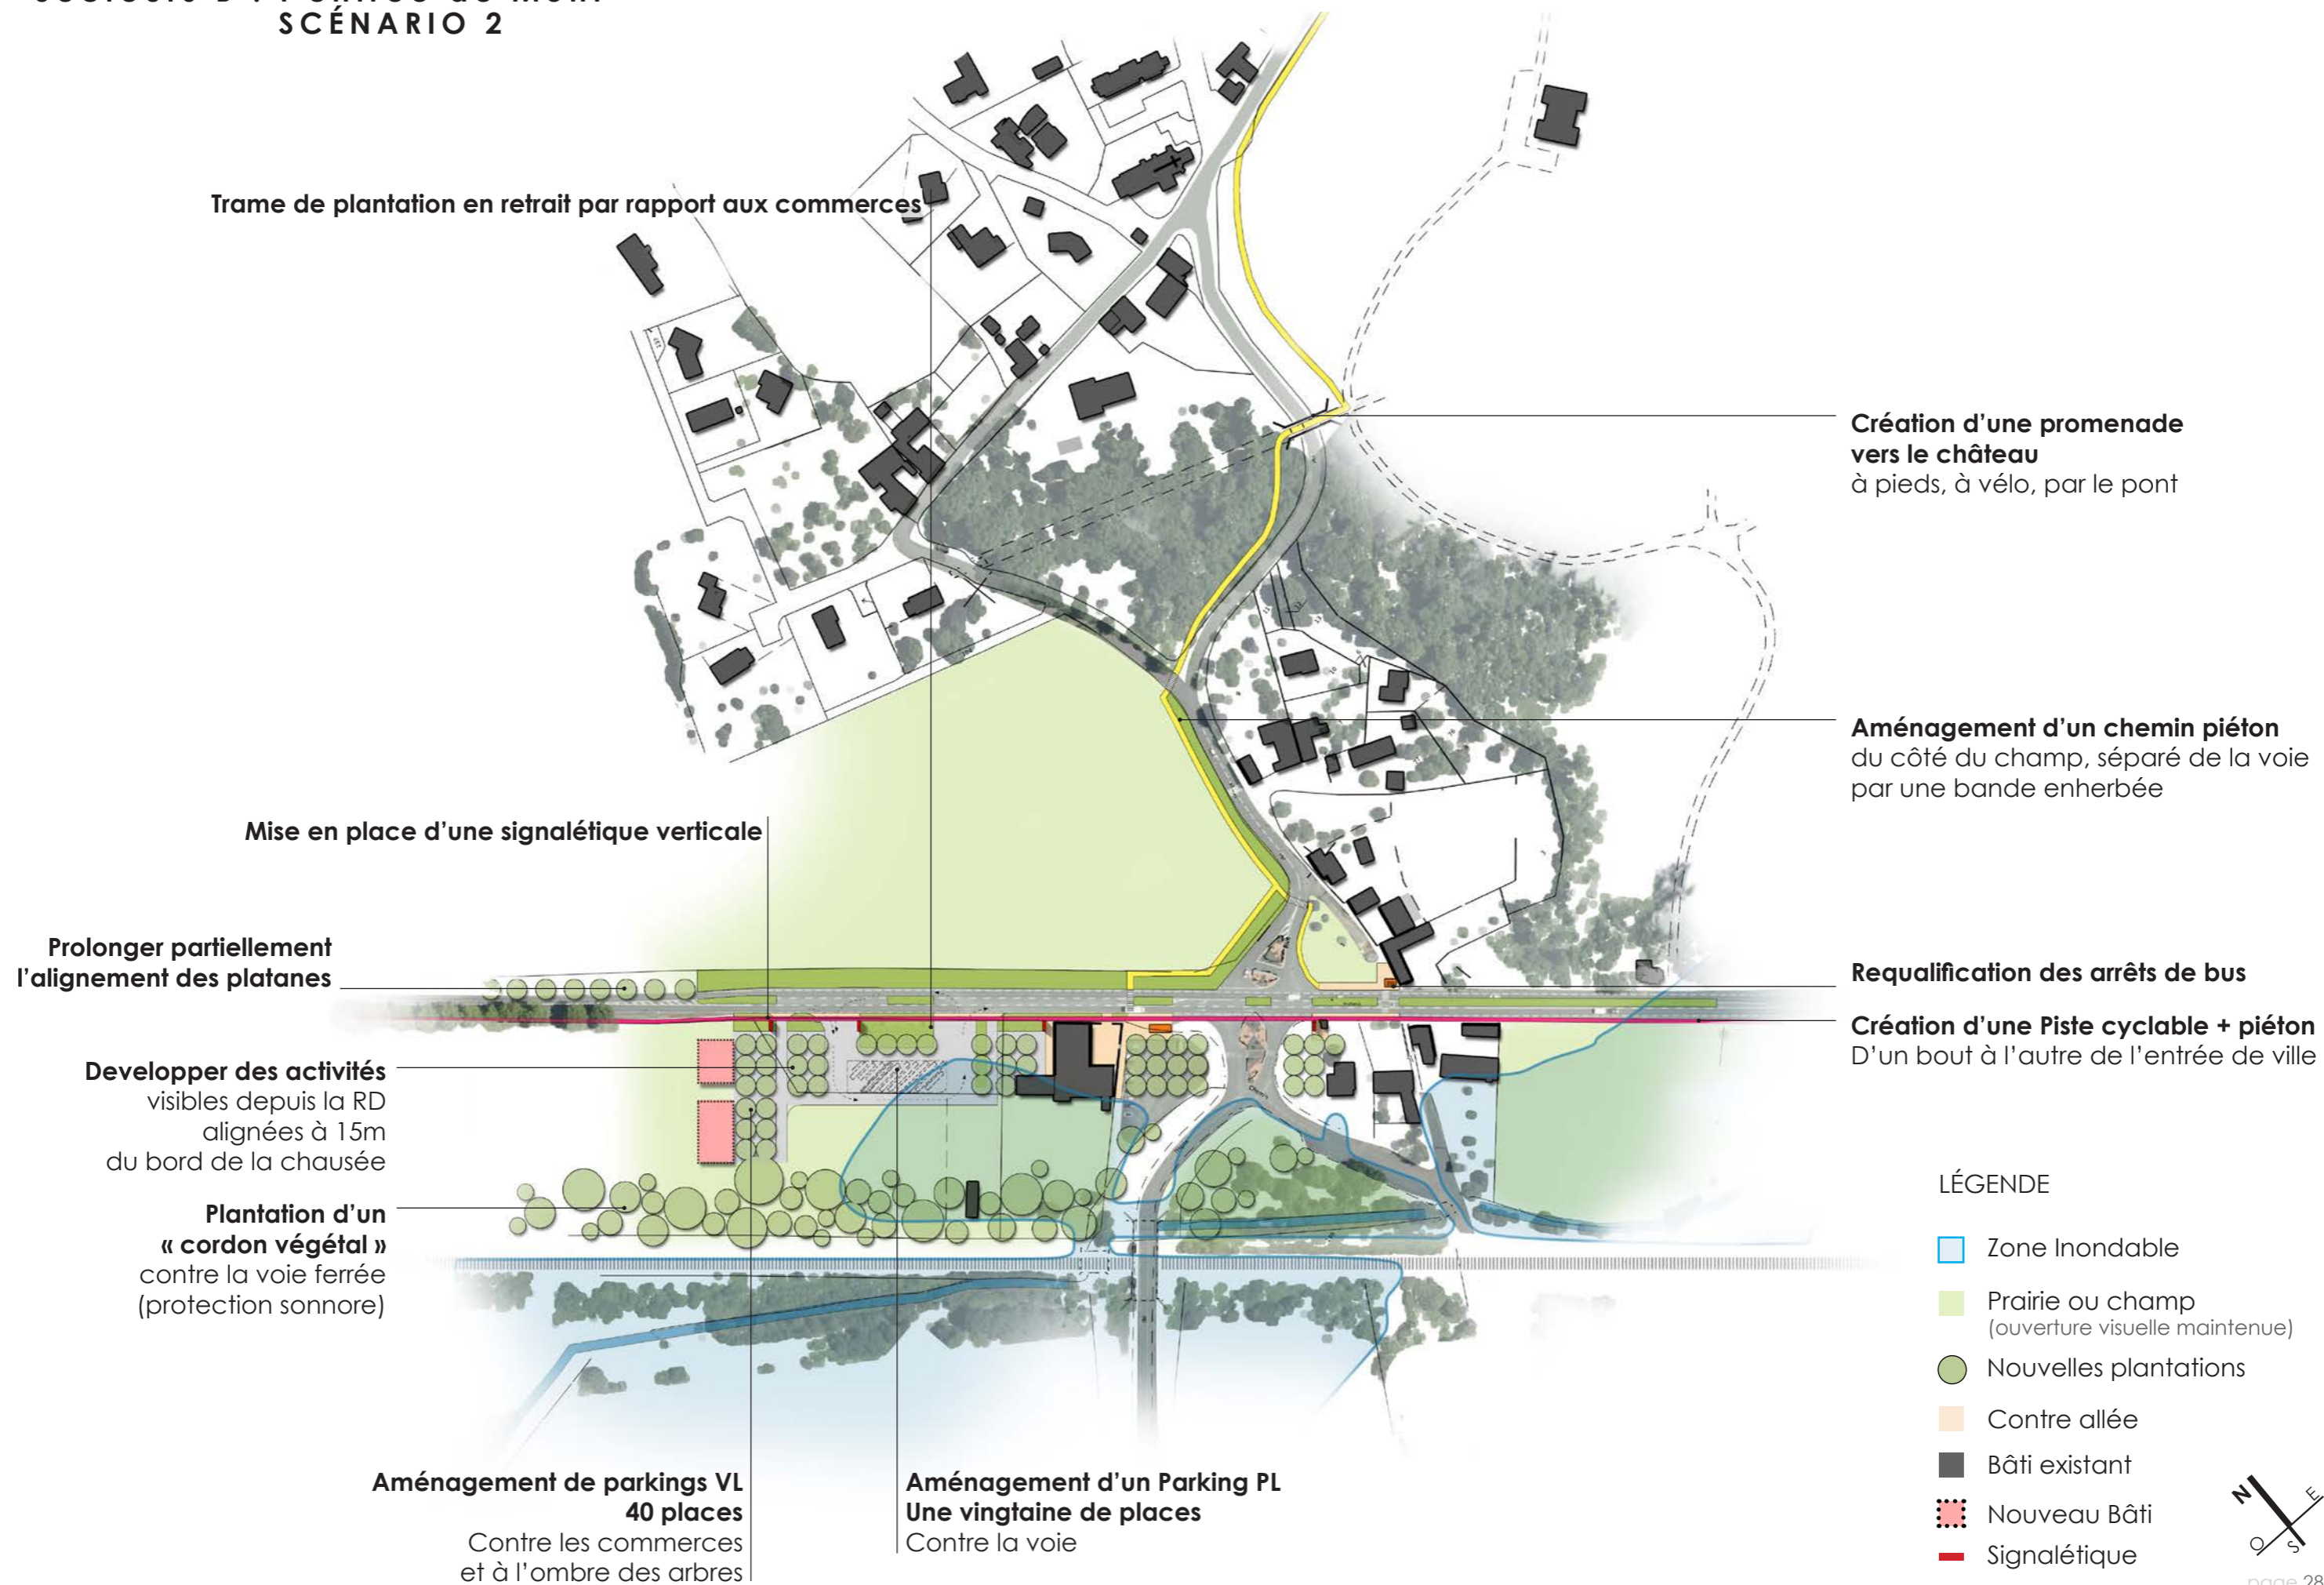 SCÉNARIO 2
Trame de plantation en retrait par rapport aux commerces
Création d'une promenade
vers le château
à pieds, à vélo, par le pont
Aménagement d'un chemin piéton
du côté du champ, séparé de la voie
par une bande enherbée
Mise en place d'une signalétique verticale
Prolonger partiellement
l'alignement des platanes
Requalification des arrêts de bus
Création d'une Piste cyclable + piéton
D'un bout à l'autre de l'entrée de ville
Developper des activités
visibles depuis la RD
alignées à 15m
du bord de la chausée
Plantation d'un
« cordon végétal »
contre la voie ferrée
(protection sonnore)
Aménagement de parkings VL
40 places
Contre les commerces
et à l'ombre des arbres
Aménagement d'un Parking PL
Une vingtaine de places
Contre la voie
LÉGENDE
Zone Inondable
Prairie ou champ
(ouverture visuelle maintenue)
Nouvelles plantations
Contre allée
Bâti existant
Nouveau Bâti
Signalétique
N
E
O
S
page 28